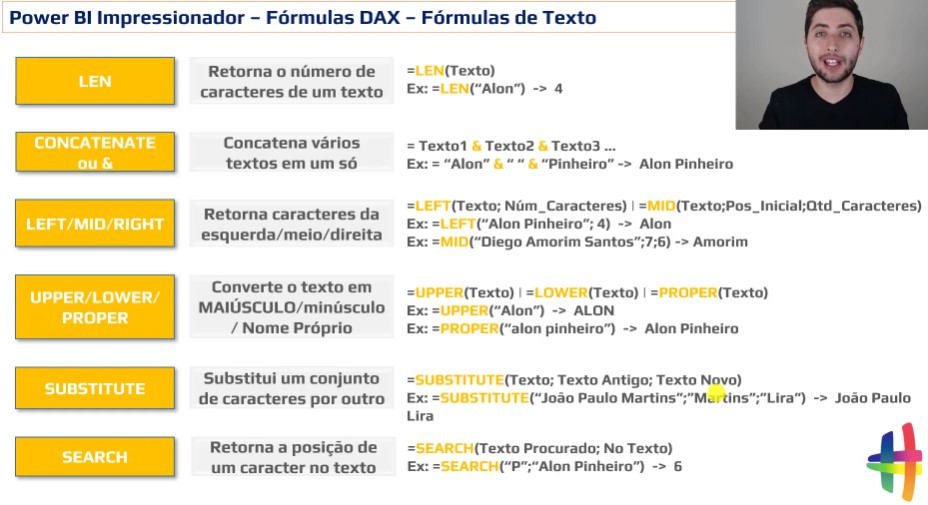 Power BI Impressionador – Fórmulas DAX – Fórmulas de Texto
LEN
Retorna o número de
caracteres de um texto
=LEN(Texto)
Ex: =LEN(“Alon”) -> 4
CONCATENATE
ou &
Concatena vários
textos em um só
= Texto1 & Texto2 & Texto3 ...
Ex: = “Alon” & “ “ & “Pinheiro” -> Alon Pinheiro
LEFT/MID/RIGHT
Retorna caracteres da
esquerda/meio/direita
=LEFT(Texto; Núm_Caracteres) | =MID(Texto;Pos_Inicial;Qtd_Caracteres)
Ex: =LEFT(“Alon Pinheiro”; 4) -> Alon
Ex: =MID(“Diego Amorim Santos”;7;6) -> Amorim
UPPER/LOWER/
PROPER
Converte o texto em
MAIÚSCULO/minúsculo
/ Nome Próprio
=UPPER(Texto) | =LOWER(Texto) | =PROPER(Texto)
Ex: =UPPER(“Alon”) -> ALON
Ex: =PROPER(“alon pinheiro”) -> Alon Pinheiro
SUBSTITUTE
Substitui um conjunto
de caracteres por outro
=SUBSTITUTE(Texto; Texto Antigo; Texto Novo)
Ex: =SUBSTITUTE(“João Paulo Martins”;”Martins”;”Lira”) -> João Paulo
Lira
SEARCH
Retorna a posição de
um caracter no texto
=SEARCH(Texto Procurado; No Texto)
Ex: =SEARCH(“P”;“Alon Pinheiro”) -> 6